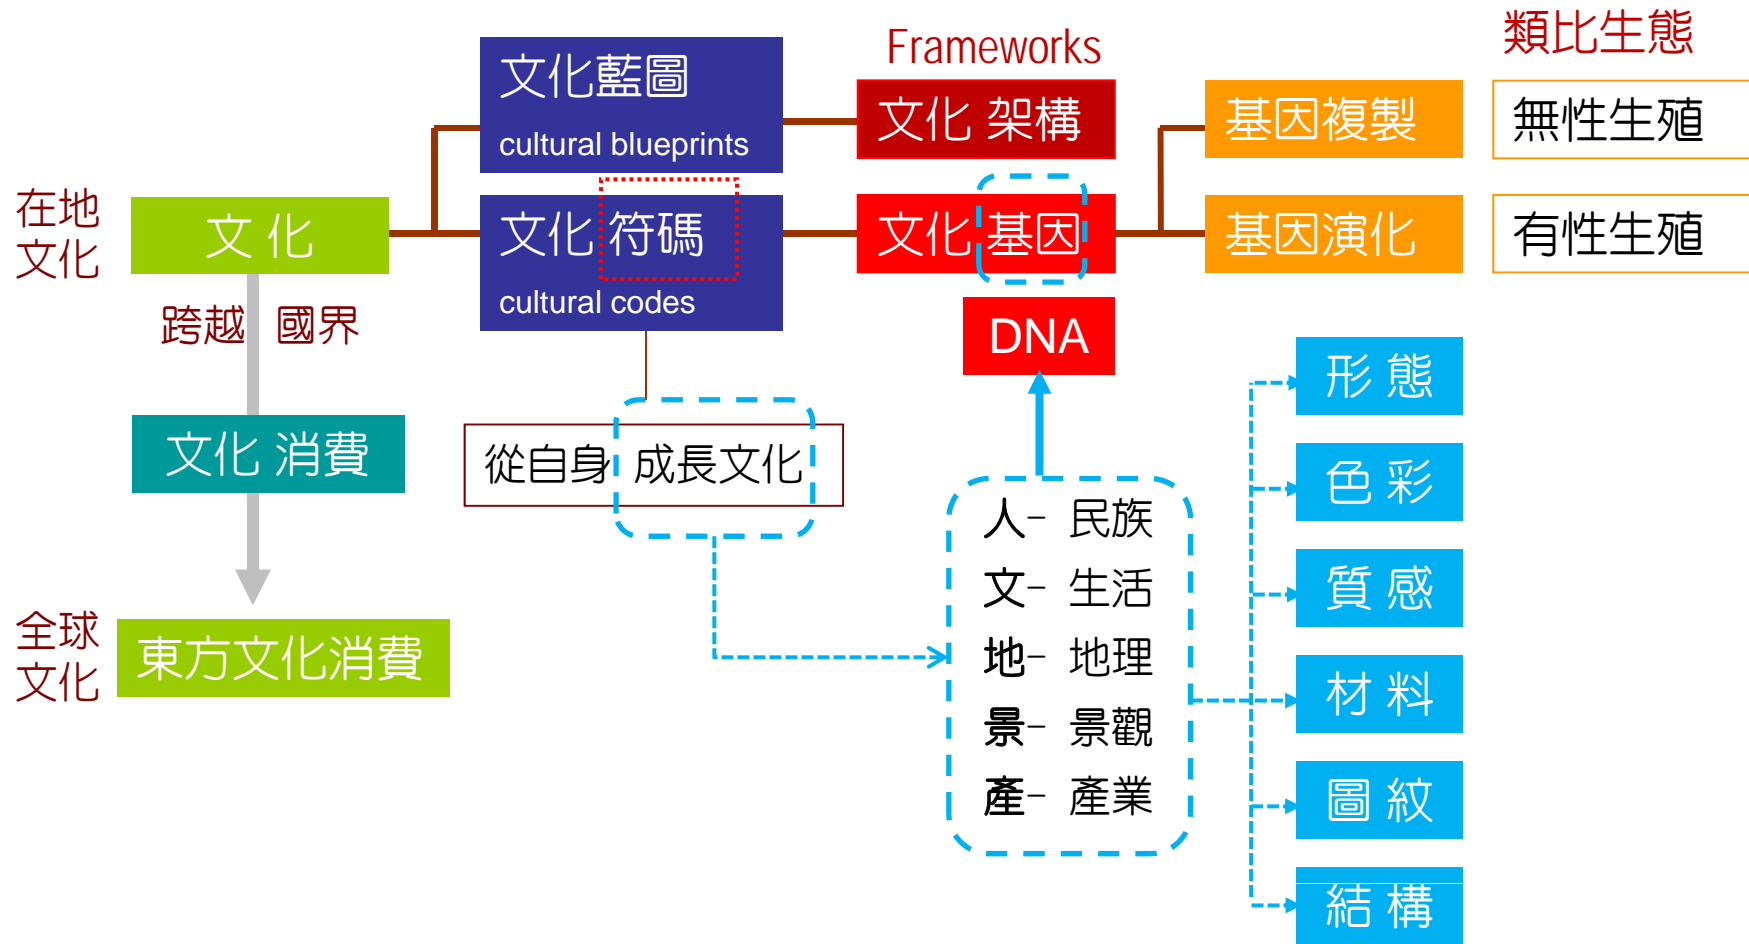 類比生態
Frameworks
文化藍圖
cultural blueprints
文化 架構
基因複製
無性生殖
在地
文化
文 化
文化 符碼
cultural codes
文化 基因
基因演化
有性生殖
跨越 國界
DNA
形 態
文化 消費
從自身 成長文化
色 彩
人– 民族
文– 生活
地– 地理
景– 景觀
產– 產業
質 感
全球
文化
東方文化消費
材 料
圖 紋
結 構